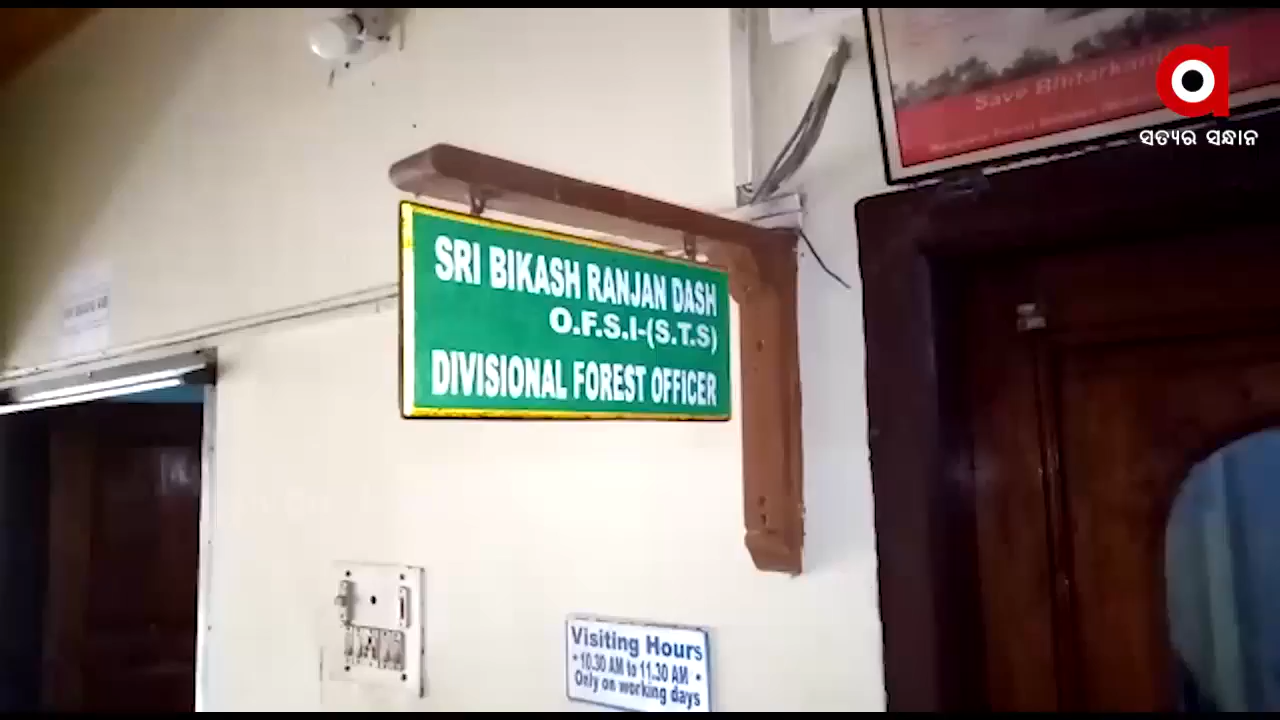 Save Bhitarkanika
ସତ୍ୟର ସନ୍ଧାନ
SRI BIKASH RANJAN DASH
O.F.S.I-(S.T.S)
DIVISIONAL FOREST OFFICER
Visiting Hours
* 10.30 AM to 11.30 AM *
Only on working days